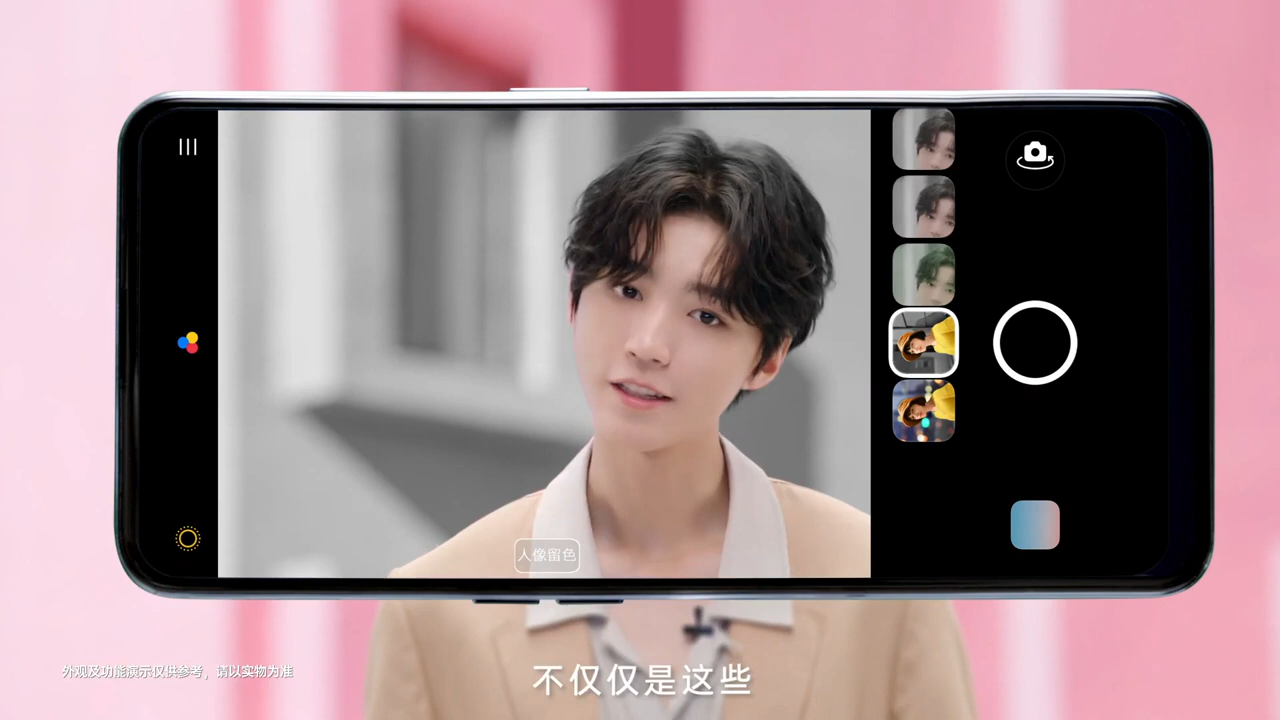 人像留色
外观及功能演示仅供参考，请以实物为准
不仅仅是这些